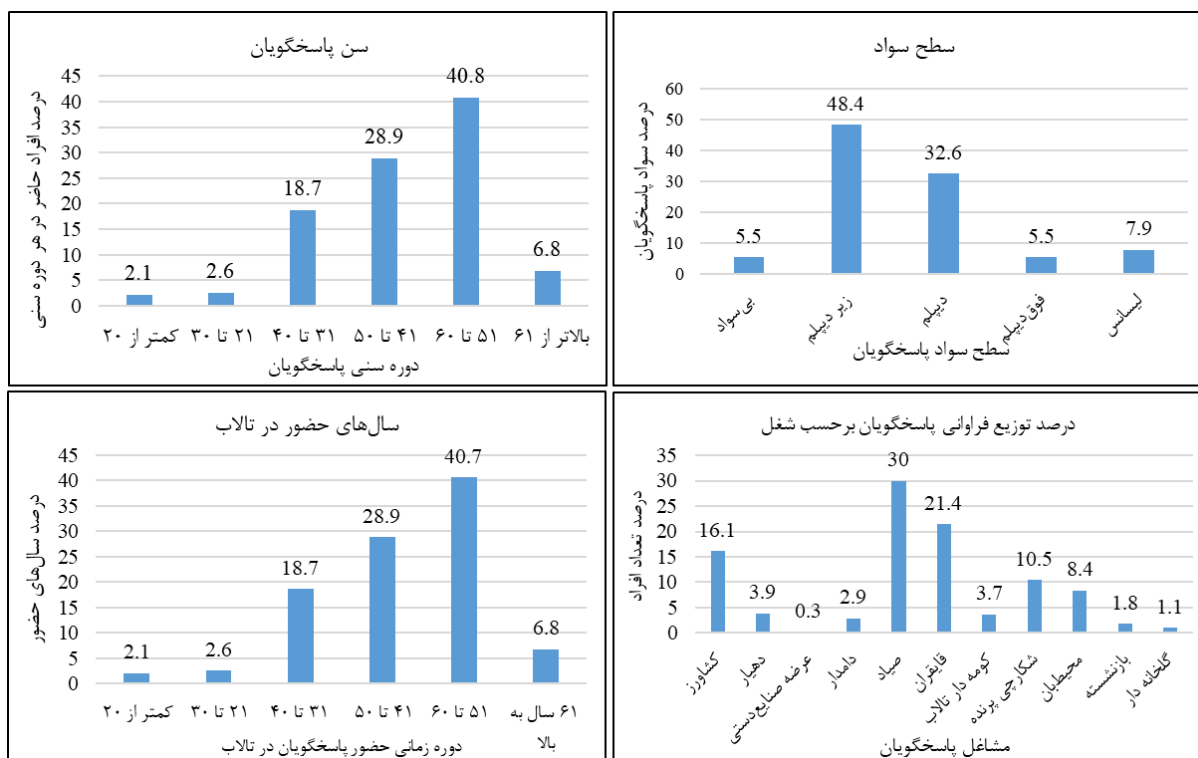 سن پاسخگویان
درصد افراد حاضر در هر دوره سنی
45
40
35
30
25
20
15
10
5
0
2.1
2.6
18.7
28.9
40.8
6.8
کمتر از ۲۰
۲۱ تا ۳۰
۳۱ تا ۴۰
۴۱ تا ۵۰
۵۱ تا ۶۰
بالاتر از ۶۱
دوره سنی پاسخگویان
سطح سواد
درصد سواد پاسخگویان
60
50
40
30
20
10
0
5.5
48.4
32.6
5.5
7.9
بی‌سواد
زیر دیپلم
دیپلم
فوق‌دیپلم
لیسانس
سطح سواد پاسخگویان
سال‌های حضور در تالاب
درصد سال‌های حضور
45
40
35
30
25
20
15
10
5
0
2.1
2.6
18.7
28.9
40.7
6.8
کمتر از ۲۰
۲۱ تا ۳۰
۳۱ تا ۴۰
۴۱ تا ۵۰
۵۱ تا ۶۰
۶۱ سال به
بالا
دوره زمانی حضور پاسخگویان در تالاب
درصد توزیع فراوانی پاسخگویان برحسب شغل
درصد تعداد افراد
35
30
25
20
15
10
5
0
16.1
3.9
0.3
2.9
30
21.4
3.7
10.5
8.4
1.8
1.1
کشاورز
دهیار
عرضه صنایع‌دستی
دامدار
صیاد
قایقران
کومه دار تالاب
شکارچی پرنده
محیطبان
بازنشسته
گلخانه دار
مشاغل پاسخگویان